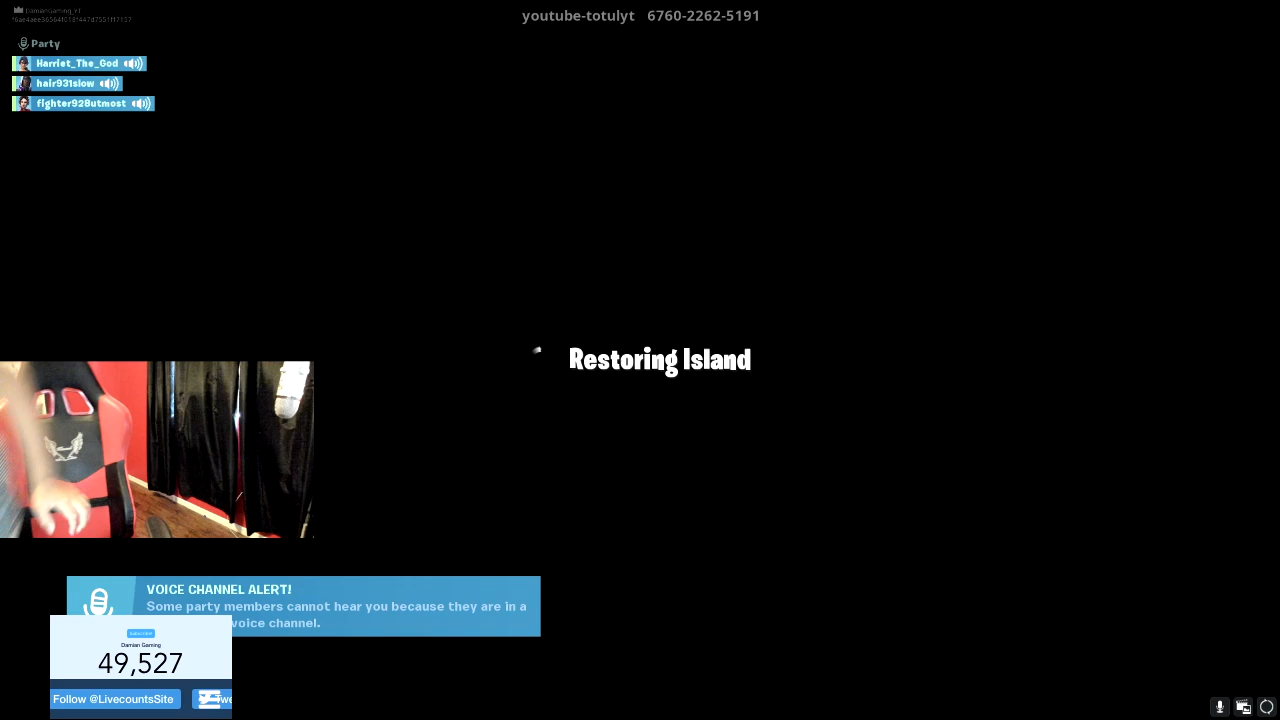 DamianGaming_YT
youtube-totulyt 6760-2262-5191
Party
Harriet_The_God
hair931slow
fighter928utmost
Restoring Island
VOICE CHANNEL ALERT!
Some party members cannot hear you because they are in a
voice channel.
Damian Gaming
49,527
Follow @LivecountsSite